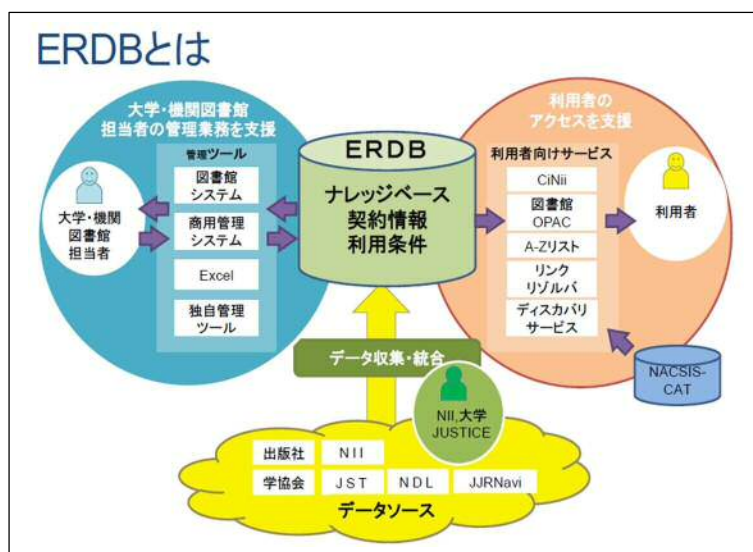 ERDBとは
大学・機関図書館
担当者の管理業務を支援
管理ツール
図書館
システム
商用管理
システム
Excel
独自管理
ツール
大学・機関
図書館
担当者
ERDB
ナレッジベース
契約情報
利用条件
利用者の
アクセスを支援
利用者向けサービス
CiNii
図書館
OPAC
A-Zリスト
リンク
リゾルバ
ディスカバリ
サービス
利用者
NACSIS-
CAT
データ収集・統合
NII,大学
JUSTICE
出版社
NII
学協会
JST
NDL
JJRNavi
データソース